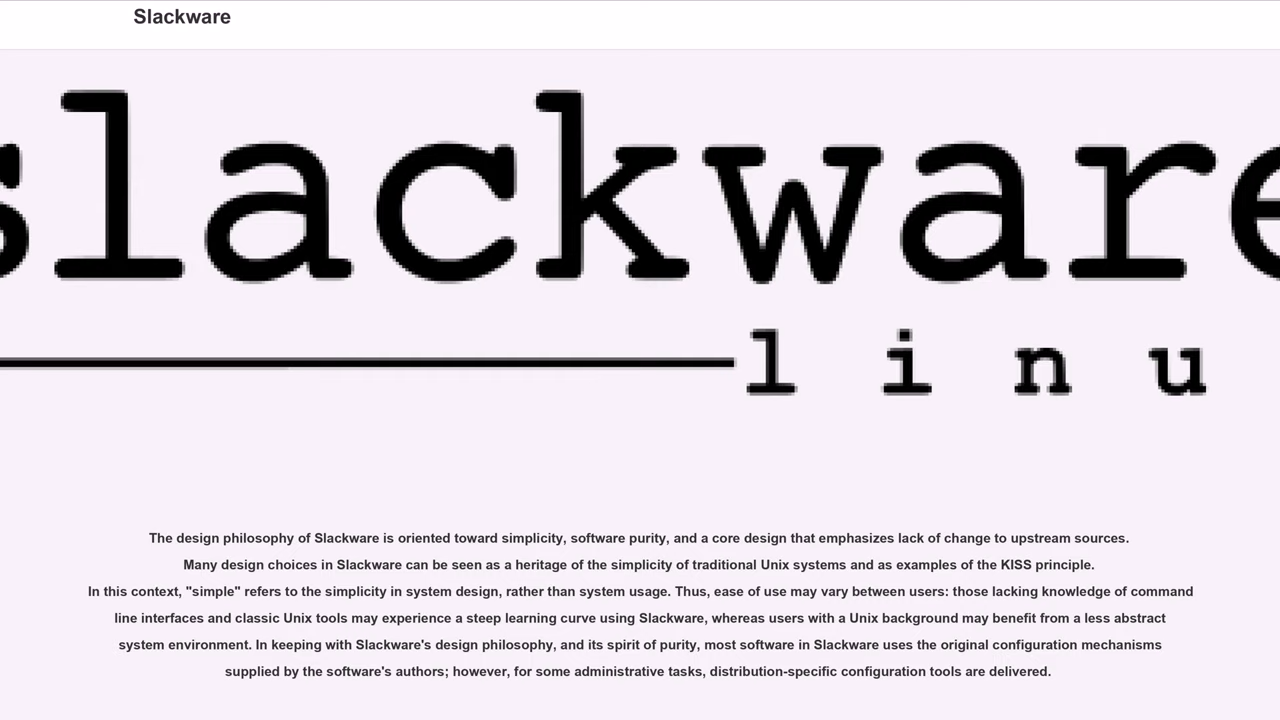 Slackware
slackware
linu
The design philosophy of Slackware is oriented toward simplicity, software purity, and a core design that emphasizes lack of change to upstream sources.
Many design choices in Slackware can be seen as a heritage of the simplicity of traditional Unix systems and as examples of the KISS principle.
In this context, "simple" refers to the simplicity in system design, rather than system usage. Thus, ease of use may vary between users: those lacking knowledge of command
line interfaces and classic Unix tools may experience a steep learning curve using Slackware, whereas users with a Unix background may benefit from a less abstract
system environment. In keeping with Slackware's design philosophy, and its spirit of purity, most software in Slackware uses the original configuration mechanisms
supplied by the software's authors; however, for some administrative tasks, distribution-specific configuration tools are delivered.